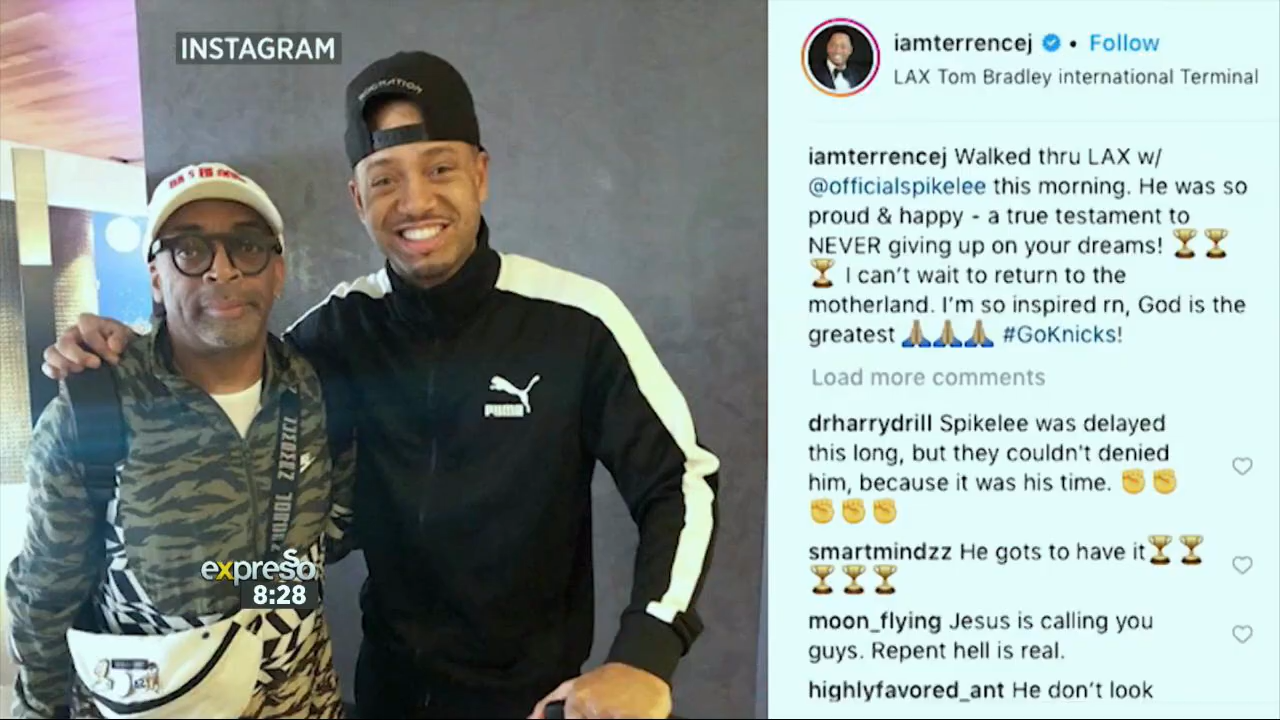 INSTAGRAM
iamterrencej • Follow
LAX Tom Bradley international Terminal
iamterrencej Walked thru LAX w/
@officialspikelee this morning. He was so
proud & happy - a true testament to
NEVER giving up on your dreams! 🏆🏆
🏆 I can't wait to return to the
motherland. I'm so inspired rn, God is the
greatest 🙏🏽🙏🏽🙏🏽 #GoKnicks!
Load more comments
drharrydrill Spikelee was delayed
this long, but they couldn't denied
him, because it was his time. ✊✊
✊✊✊
smartmindzz He gots to have it🏆🏆
🏆🏆🏆
moon_flying Jesus is calling you
guys. Repent hell is real.
highlyfavored_ant He don't look
PUMA
expresso
8:28